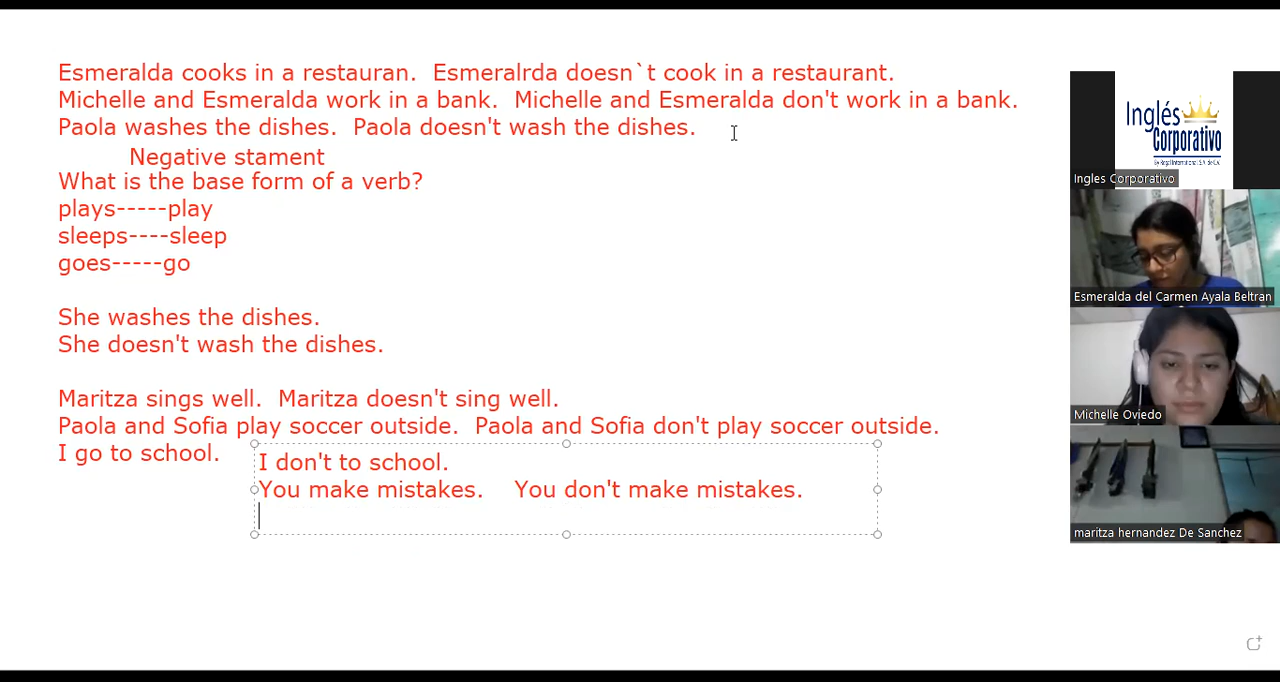 Esmeralda cooks in a restauran.  Esmeralrda doesn`t cook in a restaurant.
Michelle and Esmeralda work in a bank.  Michelle and Esmeralda don't work in a bank.
Paola washes the dishes.  Paola doesn't wash the dishes.
Negative stament
What is the base form of a verb?
plays-----play
sleeps----sleep
goes-----go
She washes the dishes.
She doesn't wash the dishes.
Maritza sings well.  Maritza doesn't sing well.
Paola and Sofia play soccer outside.  Paola and Sofia don't play soccer outside.
I go to school.
I don't to school.
You make mistakes.    You don't make mistakes.
Inglés
Corporativo
By Regal International S.A. de C.V.
Ingles Corporativo
Esmeralda del Carmen Ayala Beltran
Michelle Oviedo
maritza hernandez De Sanchez